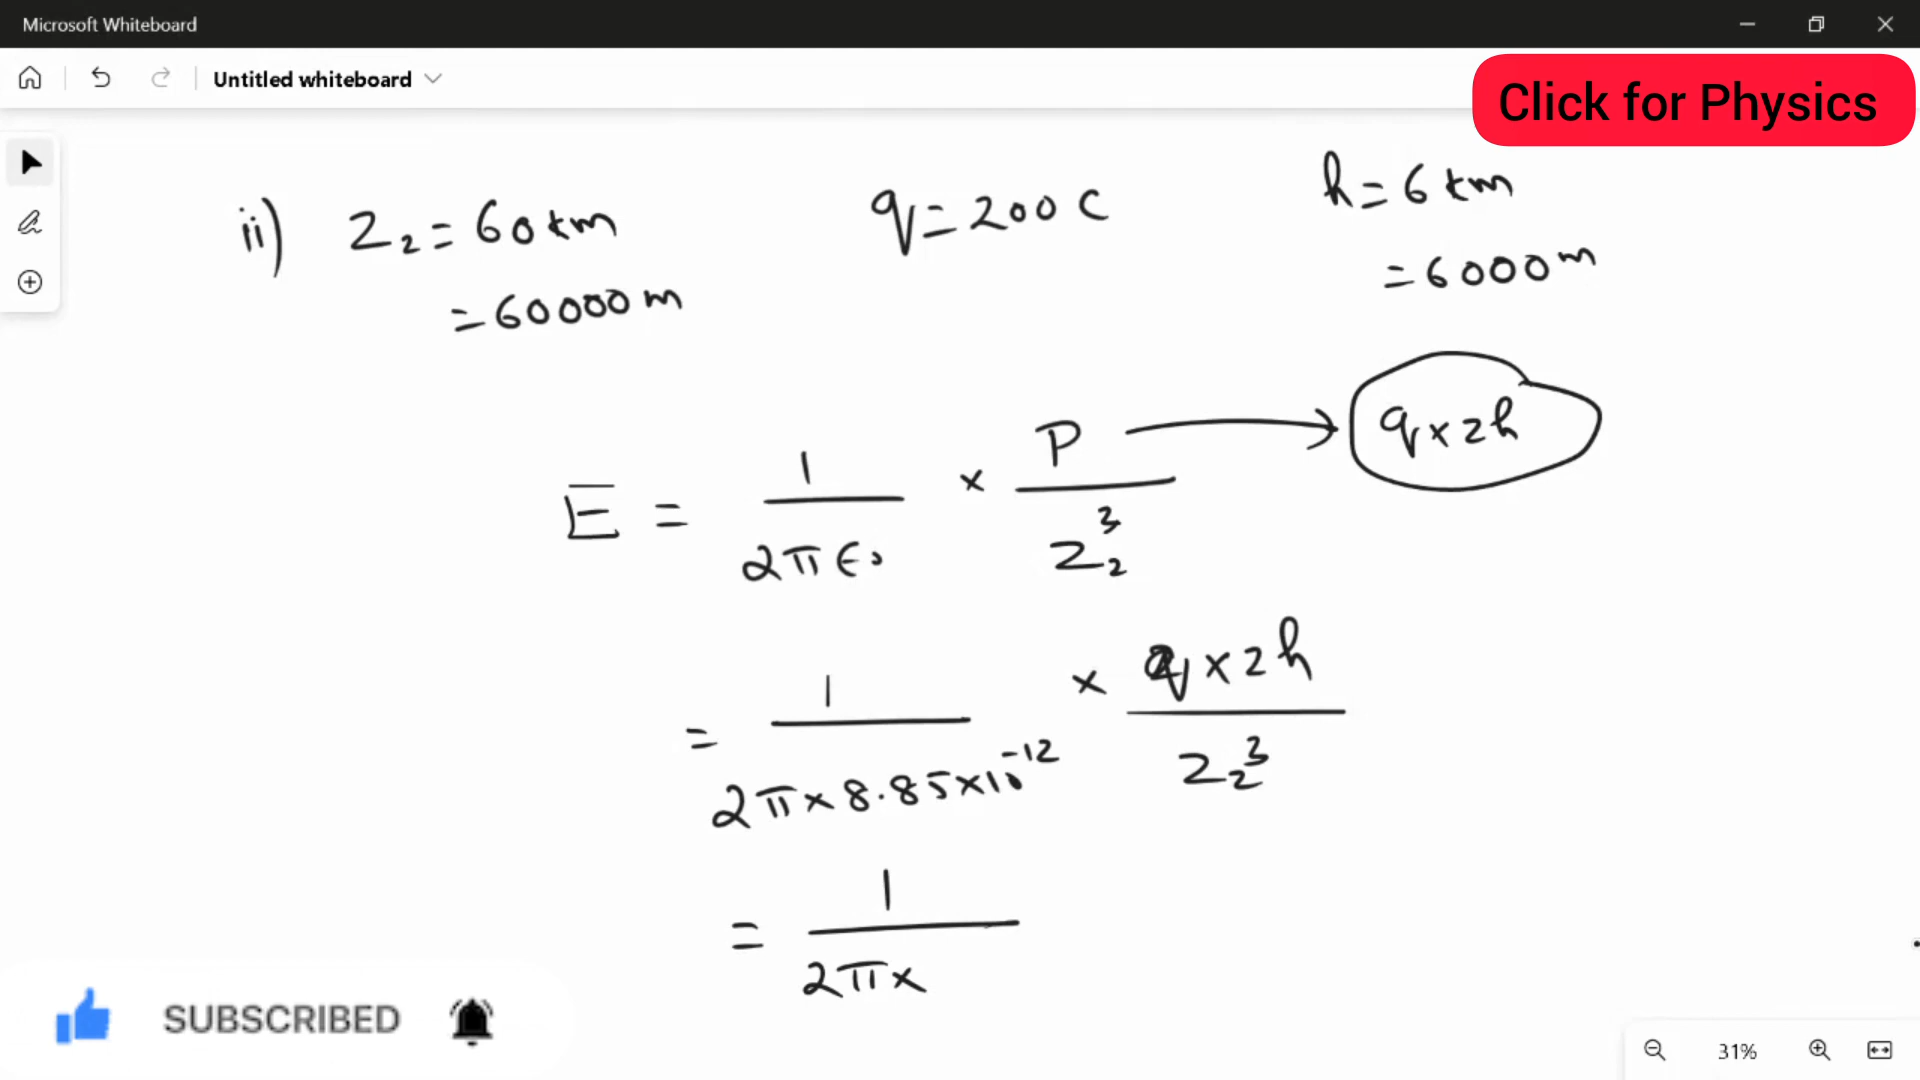 Microsoft Whiteboard
Untitled whiteboard
Click for Physics
ii) Z₂ = 60 km
= 60000 m
q = 200 C
h = 6 km
= 6000 m
E̅ = 1 / 2π ϵ₀ × P / Z₂³ → q × 2h
= 1 / 2π × 8.85 × 10⁻¹² × q × 2h / Z₂³
= 1 / 2π ×
SUBSCRIBED
31%